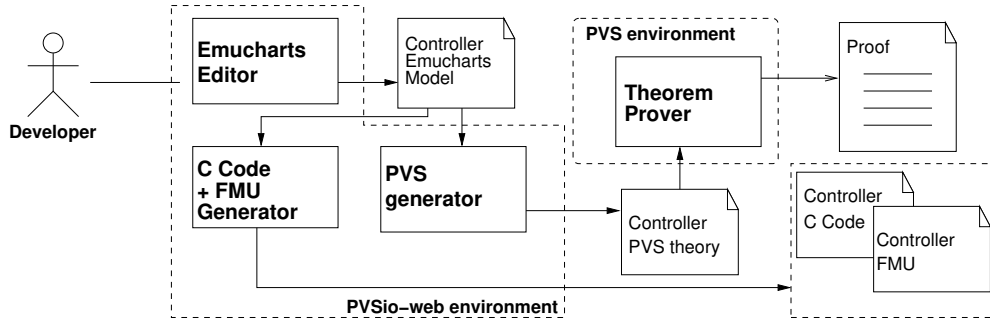 Developer
Emucharts
Editor
Controller
Emucharts
Model
C Code
+ FMU
Generator
PVS
generator
PVSio–web environment
PVS environment
Theorem
Prover
Controller
PVS theory
Proof
Controller
C Code
Controller
FMU